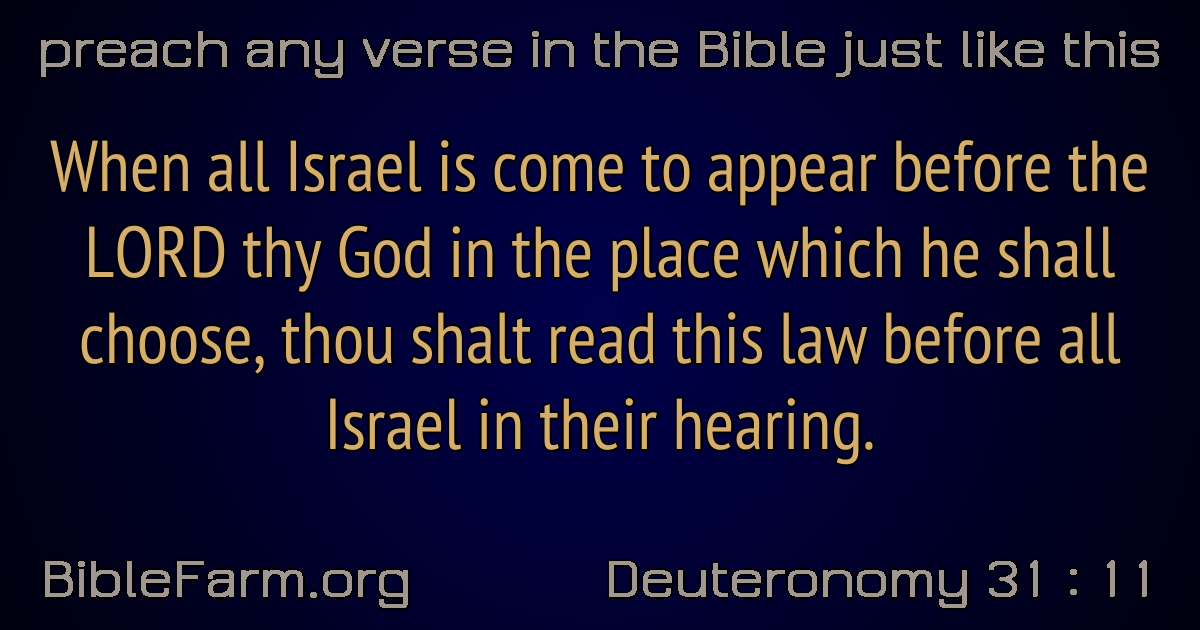 preach any verse in the Bible just like this
When all Israel is come to appear before the
LORD thy God in the place which he shall
choose, thou shalt read this law before all
Israel in their hearing.
BibleFarm.org
Deuteronomy 31 : 11